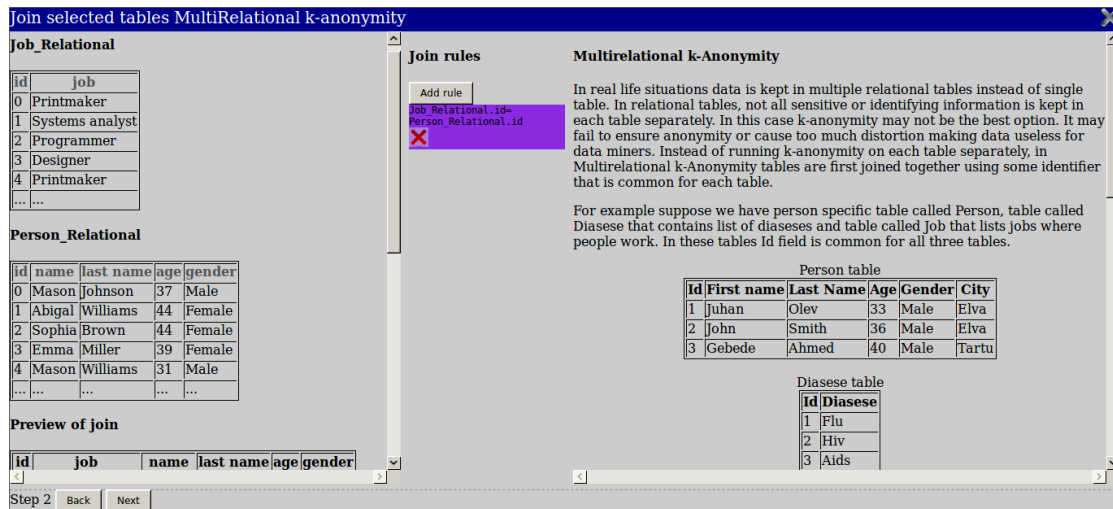 Join selected tables MultiRelational k-anonymity
Job_Relational
id job
0 Printmaker
1 Systems analyst
2 Programmer
3 Designer
4 Printmaker
... ...
Person_Relational
id name last name age gender
0 Mason Johnson 37 Male
1 Abigal Williams 44 Female
2 Sophia Brown 44 Female
3 Emma Miller 39 Female
4 Mason Williams 31 Male
... ... ... ... ...
Preview of join
id job name last name age gender
Join rules
Add rule
Job_Relational.id=
Person_Relational.id
Multirelational k-Anonymity
In real life situations data is kept in multiple relational tables instead of single
table. In relational tables, not all sensitive or identifying information is kept in
each table separately. In this case k-anonymity may not be the best option. It may
fail to ensure anonymity or cause too much distortion making data useless for
data miners. Instead of running k-anonymity on each table separately, in
Multirelational k-Anonymity tables are first joined together using some identifier
that is common for each table.
For example suppose we have person specific table called Person, table called
Diasese that contains list of diaseses and table called Job that lists jobs where
people work. In these tables Id field is common for all three tables.
Person table
Id First name Last Name Age Gender City
1 Juhan Olev 33 Male Elva
2 John Smith 36 Male Elva
3 Gebede Ahmed 40 Male Tartu
Diasese table
Id Diasese
1 Flu
2 Hiv
3 Aids
Step 2 Back Next